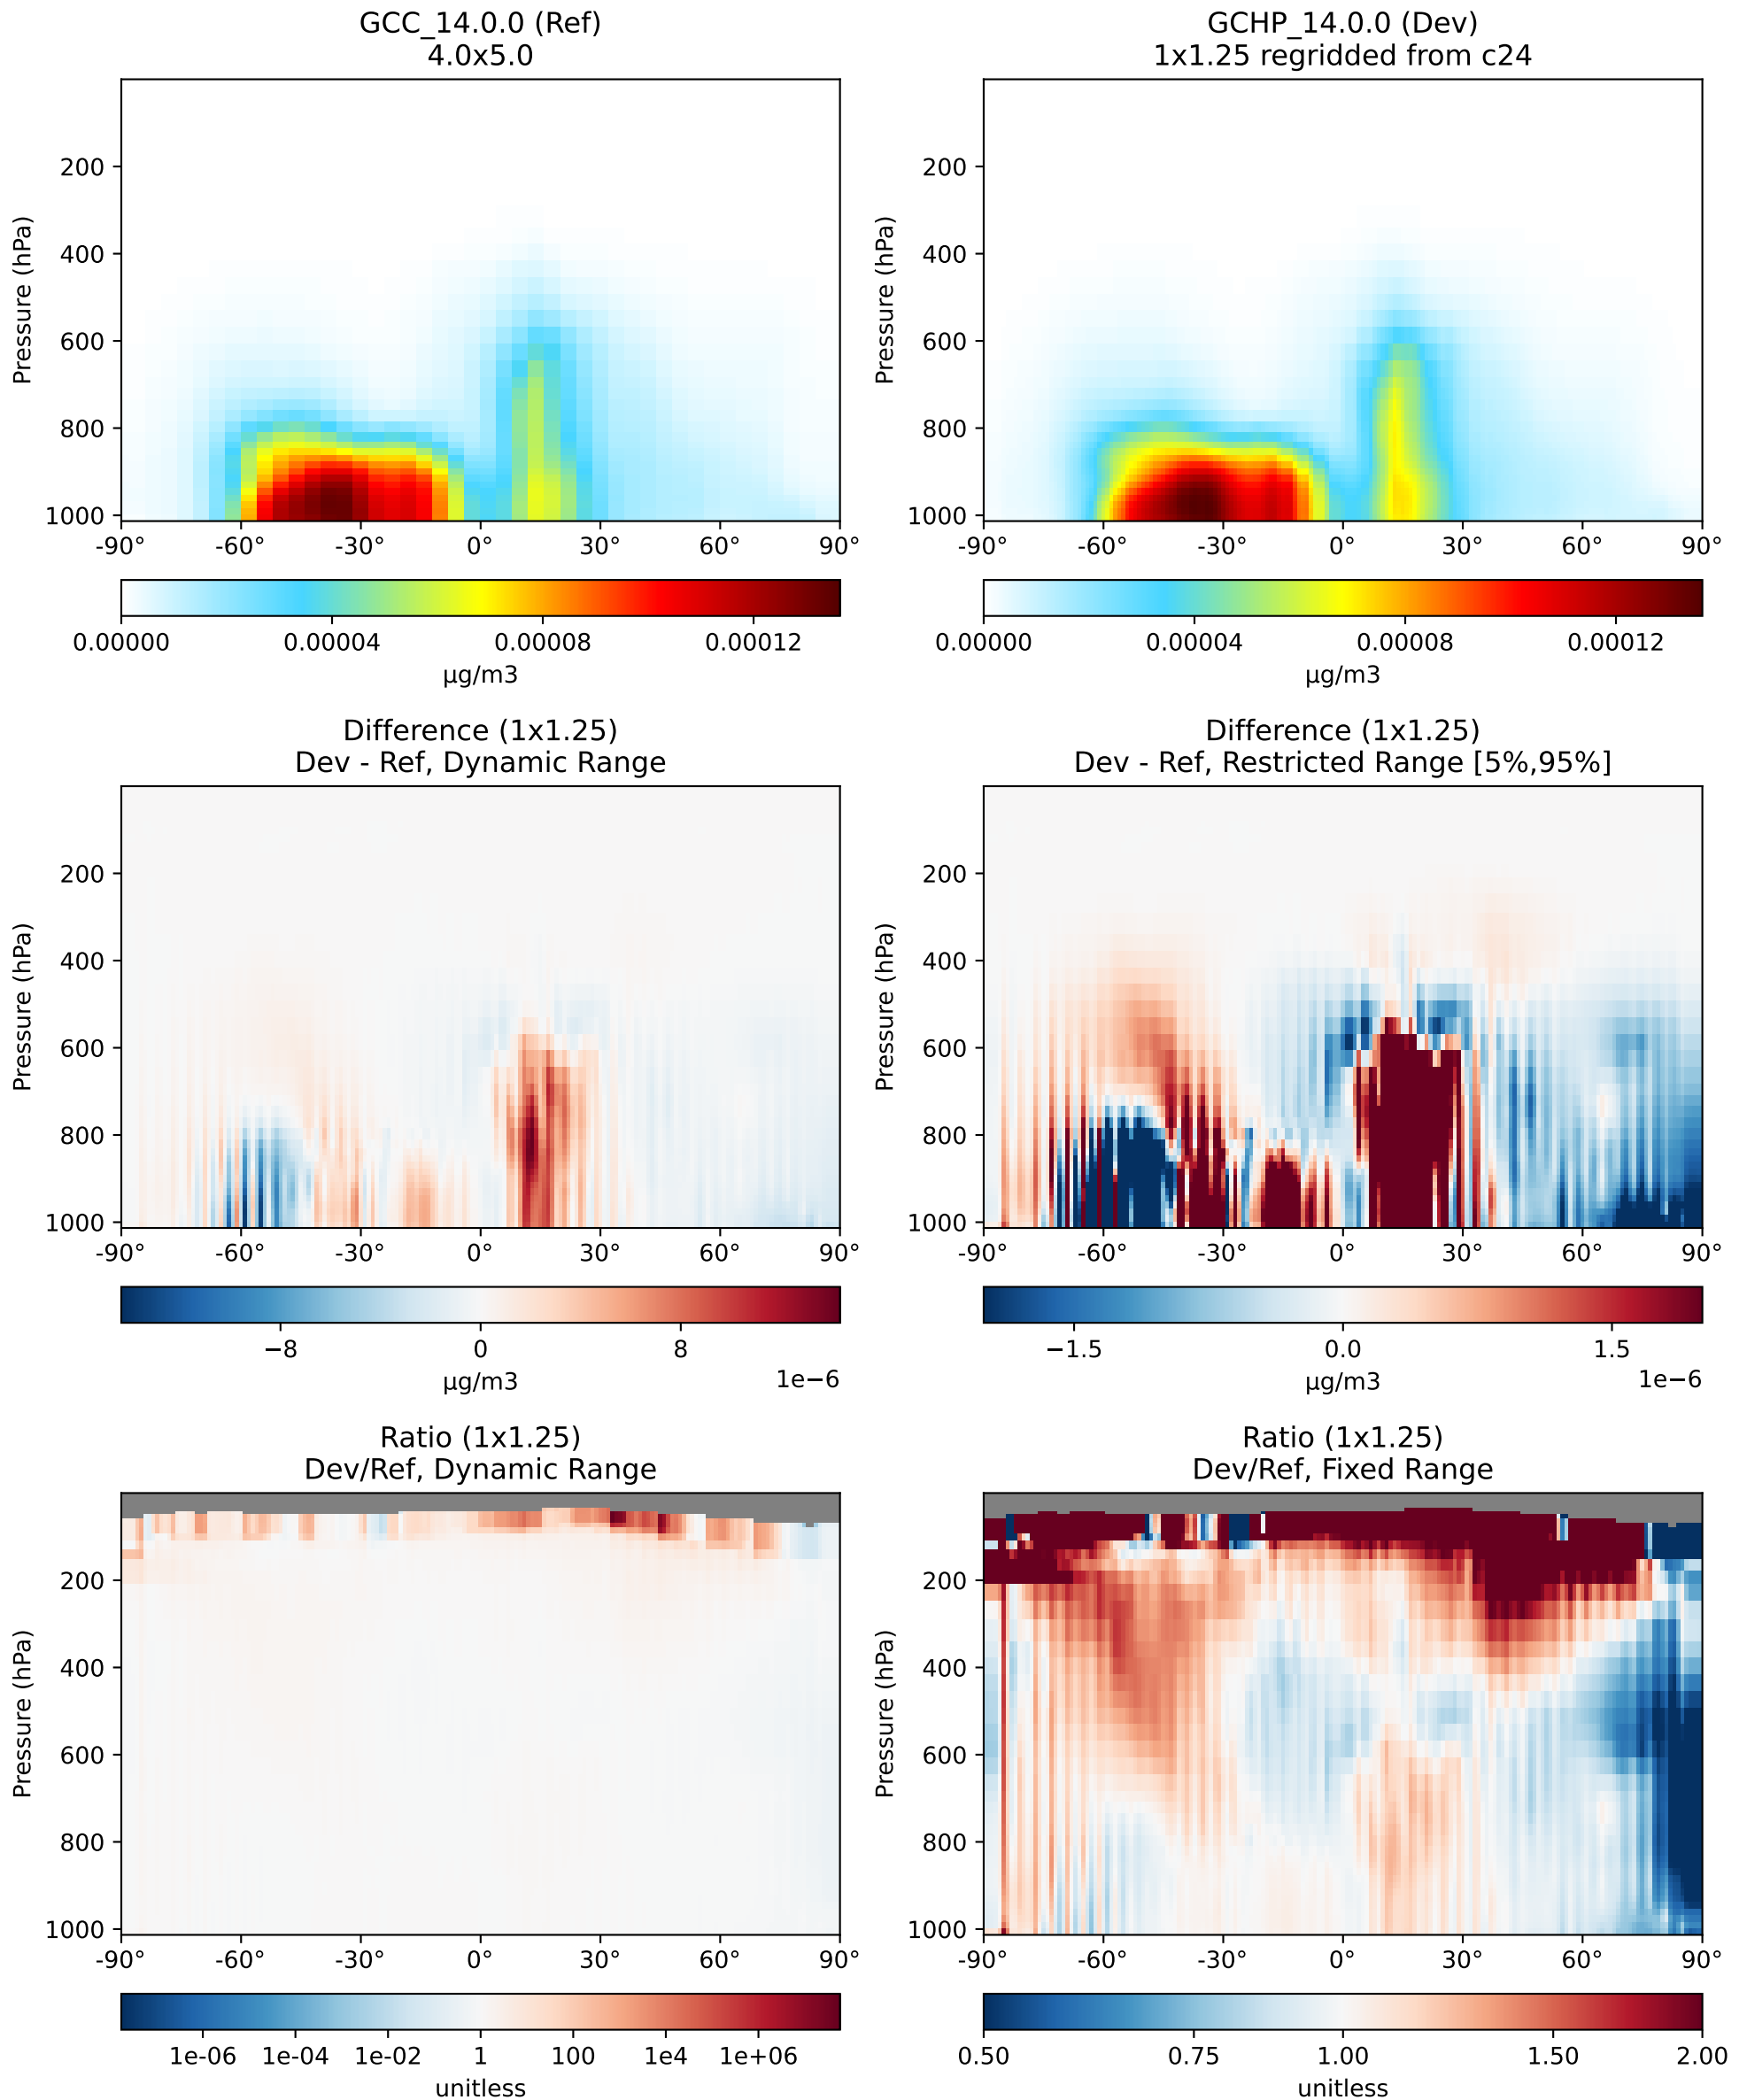 GCC_14.0.0 (Ref)
4.0x5.0
Pressure (hPa)
200
400
600
800
1000
-90° -60° -30° 0° 30° 60° 90°
0.00000 0.00004 0.00008 0.00012
µg/m3
GCHP_14.0.0 (Dev)
1x1.25 regridded from c24
Pressure (hPa)
200
400
600
800
1000
-90° -60° -30° 0° 30° 60° 90°
0.00000 0.00004 0.00008 0.00012
µg/m3
Difference (1x1.25)
Dev - Ref, Dynamic Range
Pressure (hPa)
200
400
600
800
1000
-90° -60° -30° 0° 30° 60° 90°
−8 0 8
1e−6
µg/m3
Difference (1x1.25)
Dev - Ref, Restricted Range [5%,95%]
Pressure (hPa)
200
400
600
800
1000
-90° -60° -30° 0° 30° 60° 90°
−1.5 0.0 1.5
1e−6
µg/m3
Ratio (1x1.25)
Dev/Ref, Dynamic Range
Pressure (hPa)
200
400
600
800
1000
-90° -60° -30° 0° 30° 60° 90°
1e-06 1e-04 1e-02 1 100 1e4 1e+06
unitless
Ratio (1x1.25)
Dev/Ref, Fixed Range
Pressure (hPa)
200
400
600
800
1000
-90° -60° -30° 0° 30° 60° 90°
0.50 0.75 1.00 1.50 2.00
unitless